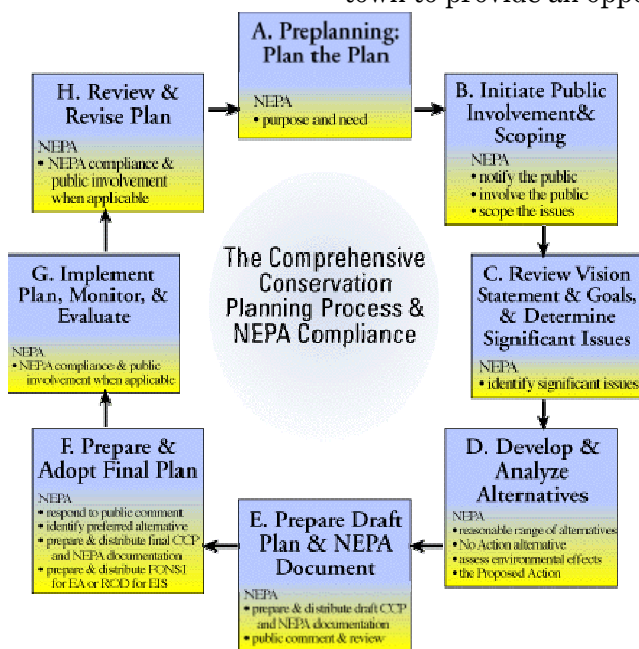 town to provide an oppo
A. Preplanning:
Plan the Plan
NEPA
• purpose and need
B. Initiate Public
Involvement&
Scoping
NEPA
• notify the public
• involve the public
• scope the issues
C. Review Vision
Statement & Goals,
& Determine
Significant Issues
NEPA
• identify significant issues
D. Develop &
Analyze
Alternatives
NEPA
• reasonable range of alternatives
• No Action alternative
• assess environmental effects
• the Proposed Action
E. Prepare Draft
Plan & NEPA
Document
NEPA
• prepare & distribute draft CCP
and NEPA documentation
• public comment & review
F. Prepare &
Adopt Final Plan
NEPA
• respond to public comment
• identify preferred alternative
• prepare & distribute final CCP
and NEPA documentation
• prepare & distribute FONSI
for EA or ROD for EIS
G. Implement
Plan, Monitor, &
Evaluate
NEPA
• NEPA compliance & public
involvement when applicable
H. Review &
Revise Plan
NEPA
• NEPA compliance &
public involvement
when applicable
The Comprehensive
Conservation
Planning Process &
NEPA Compliance